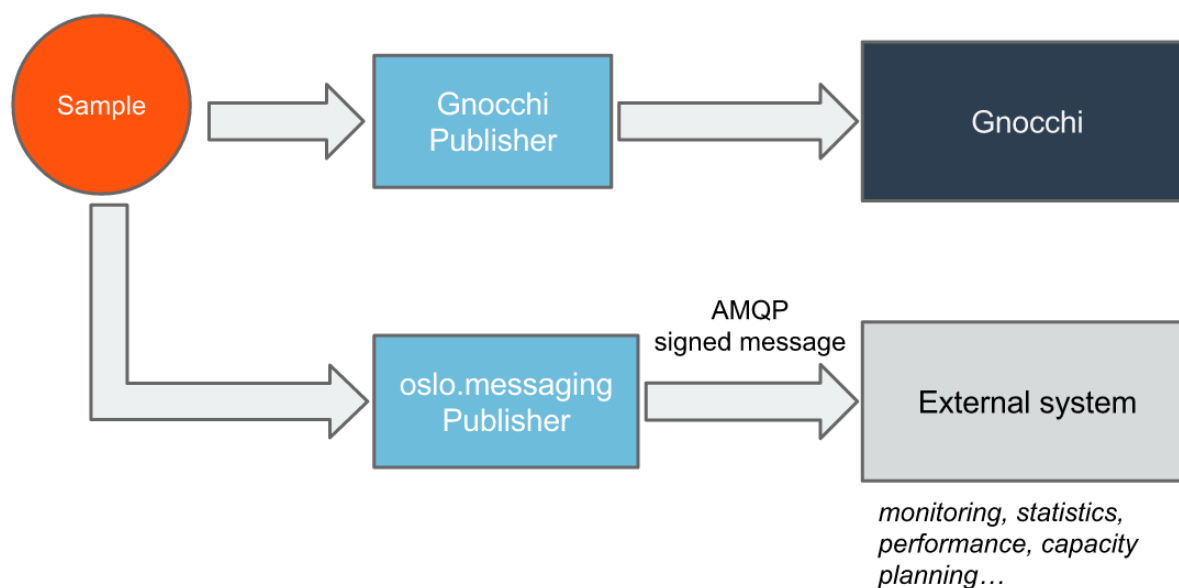 Sample
Gnocchi
Publisher
Gnocchi
AMQP
signed message
oslo.messaging
Publisher
External system
monitoring, statistics,
performance, capacity
planning…